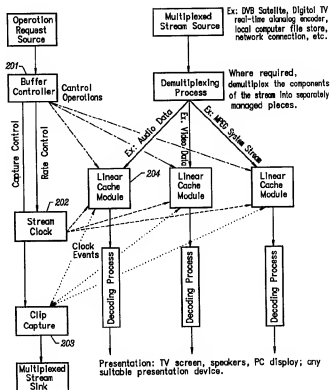 Operation
Request
Source
Multiplexed
Stream Source
Ex: DVB Satellite, Digital TV
real-time alanalog encoder,
local computer file store,
network connection, etc.
201
Buffer
Controller
Cantrol
Operations
Demultiplexing
Process
Where required,
demultiplex the components
of the stream into separately
managed pieces.
Capture Control
Rate Control
Ex: Audio Data
Ex: Video Data
Ex: MPEG System Stream
Linear
Cache
Module
204
Linear
Cache
Module
Linear
Cache
Module
202
Stream
Clock
Clock
Events
Decoding Process
Decoding Process
Decoding Process
Clip
Capture
203
Multiplexed
Stream
Sink
Presentation: TV screen, speakers, PC display; any
suitable presentation device.